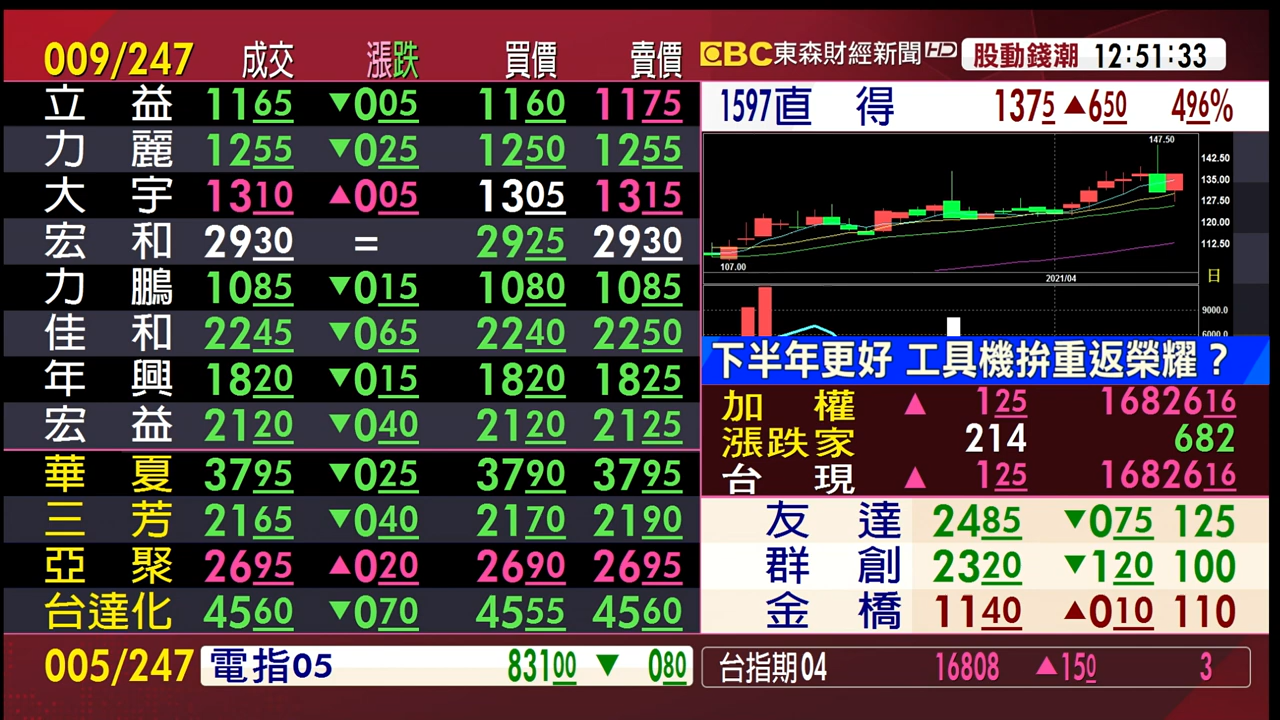 009/247 成交 漲跌 買價 賣價
立益 1165 ▼005 1160 1175
力麗 1255 ▼025 1250 1255
大宇 1310 ▲005 1305 1315
宏和 2930 = 2925 2930
力鵬 1085 ▼015 1080 1085
佳和 2245 ▼065 2240 2250
年興 1820 ▼015 1820 1825
宏益 2120 ▼040 2120 2125
華夏 3795 ▼025 3790 3795
三芳 2165 ▼040 2170 2190
亞聚 2695 ▲020 2690 2695
台達化 4560 ▼070 4555 4560
005/247 電指05 83100 ▼ 080
EBC東森財經新聞HD 股動錢潮 12:51:33
1597直得 1375 ▲650 496%
147.50
142.50
135.00
127.50
120.00
112.50
107.00
2021/04
日
9000.0
6000.0
下半年更好 工具機拚重返榮耀？
加權 ▲ 125 1682616
漲跌家 214 682
台現 ▲ 125 1682616
友達 2485 ▼075 125
群創 2320 ▼120 100
金橋 1140 ▲010 110
台指期04 16808 ▲150 3